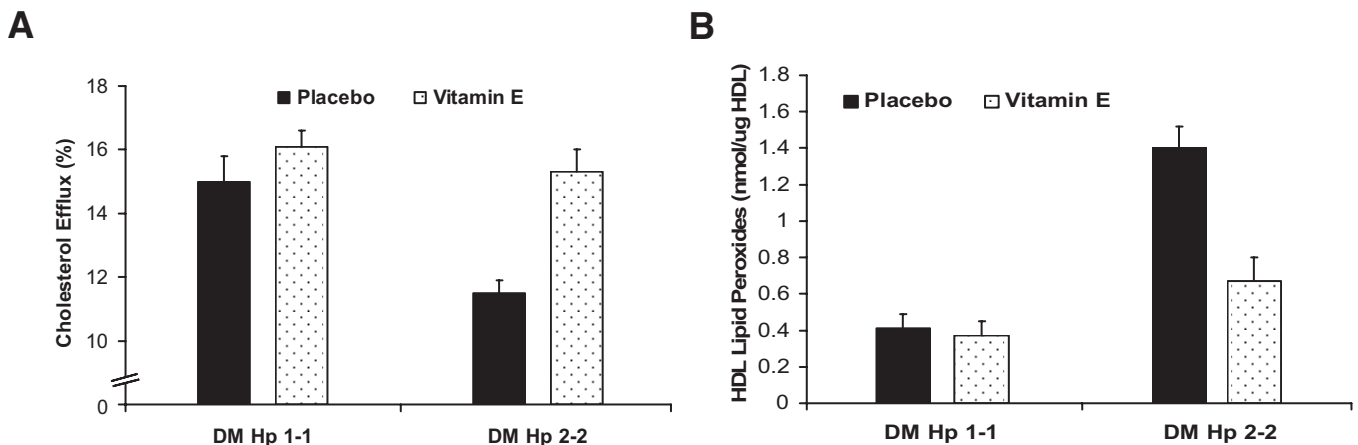 A
Cholesterol Efflux (%)
18
16
14
12
10
0
Placebo Vitamin E
DM Hp 1-1 DM Hp 2-2
B
HDL Lipid Peroxides (nmol/ug HDL)
1.8
1.6
1.4
1.2
1
0.8
0.6
0.4
0.2
0
Placebo Vitamin E
DM Hp 1-1 DM Hp 2-2